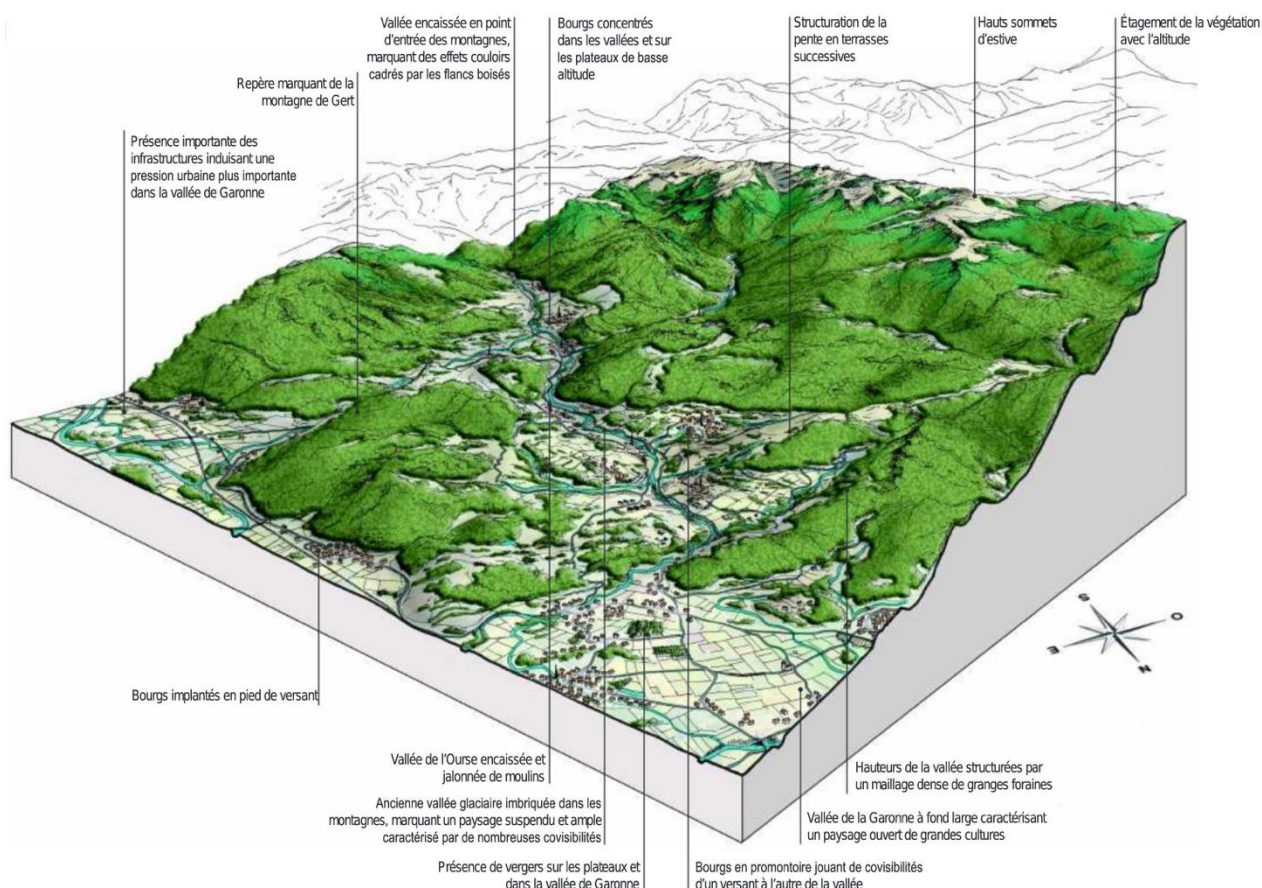 Vallée encaissée en point
d'entrée des montagnes,
marquant des effets couloirs
cadrés par les flancs boisés
Bourgs concentrés
dans les vallées et sur
les plateaux de basse
altitude
Structuration de la
pente en terrasses
successives
Hauts sommets
d'estive
Étagement de la végétation
avec l'altitude
Repère marquant de la
montagne de Gert
Présence importante des
infrastructures induisant une
pression urbaine plus importante
dans la vallée de Garonne
S
O
E
N
Bourgs implantés en pied de versant
Vallée de l'Ourse encaissée et
jalonnée de moulins
Hauteurs de la vallée structurées par
un maillage dense de granges foraines
Ancienne vallée glaciaire imbriquée dans les
montagnes, marquant un paysage suspendu et ample
caractérisé par de nombreuses covisibilités
Vallée de la Garonne à fond large caractérisant
un paysage ouvert de grandes cultures
Présence de vergers sur les plateaux et
dans la vallée de Garonne
Bourgs en promontoire jouant de covisibilités
d'un versant à l'autre de la vallée